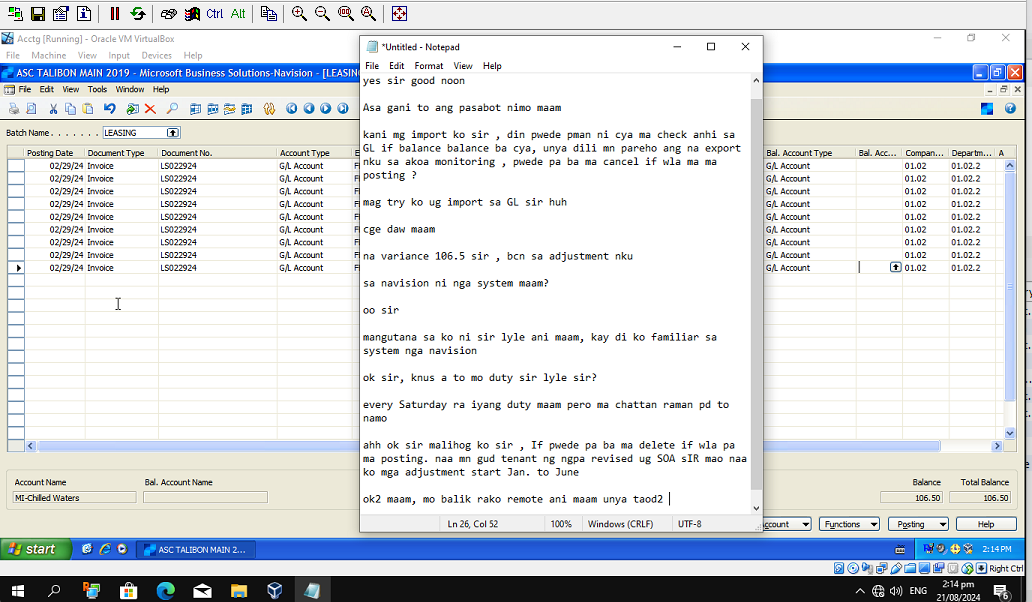 Ctrl Alt
Acctg [Running] - Oracle VM VirtualBox
File Machine View Input Devices Help
ASC TALIBON MAIN 2019 - Microsoft Business Solutions-Navision - [LEASING
File Edit View Tools Window Help
Batch Name . . . . . . . LEASING
Posting Date Document Type Document No. Account Type
02/29/24 Invoice LS022924 G/L Account
02/29/24 Invoice LS022924 G/L Account
02/29/24 Invoice LS022924 G/L Account
02/29/24 Invoice LS022924 G/L Account
02/29/24 Invoice LS022924 G/L Account
02/29/24 Invoice LS022924 G/L Account
02/29/24 Invoice LS022924 G/L Account
02/29/24 Invoice LS022924 G/L Account
02/29/24 Invoice LS022924 G/L Account
*Untitled - Notepad
File Edit Format View Help
yes sir good noon
Asa gani to ang pasabot nimo maam
kani mg import ko sir , din pwede pman ni cya ma check anhi sa
GL if balance balance ba cya, unya dili mn pareho ang na export
nku sa akoa monitoring , pwede pa ba ma cancel if wla ma ma
posting ?
mag try ko ug import sa GL sir huh
cge daw maam
na variance 106.5 sir , bcn sa adjustment nku
sa navision ni nga system maam?
oo sir
mangutana sa ko ni sir lyle ani maam, kay di ko familiar sa
system nga navision
ok sir, knus a to mo duty sir lyle sir?
every Saturday ra iyang duty maam pero ma chattan raman pd to
namo
ahh ok sir malihog ko sir , If pwede pa ba ma delete if wla pa
ma posting. naa mn gud tenant ng ngpa revised ug SOA sIR mao naa
ko mga adjustment start Jan. to June
ok2 maam, mo balik rako remote ani maam unya taod2
Ln 26, Col 52 100% Windows (CRLF) UTF-8
Bal. Account Type Bal. Acc... Compan... Departm... A
G/L Account 01.02 01.02.2
G/L Account 01.02 01.02.2
G/L Account 01.02 01.02.2
G/L Account 01.02 01.02.2
G/L Account 01.02 01.02.2
G/L Account 01.02 01.02.2
G/L Account 01.02 01.02.2
G/L Account 01.02 01.02.2
G/L Account 01.02 01.02.2
Account Name Bal. Account Name Balance Total Balance
MI-Chilled Waters 106.50 106.50
Functions Posting Help
start ASC TALIBON MAIN 2... 2:14 PM
Right Ctrl
ENG 2:14 pm
21/08/2024 6